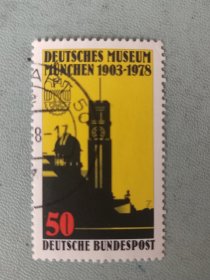 DEUTSCHES MUSEUM
MÜNCHEN 1903-1978
50
DEUTSCHE BUNDESPOST